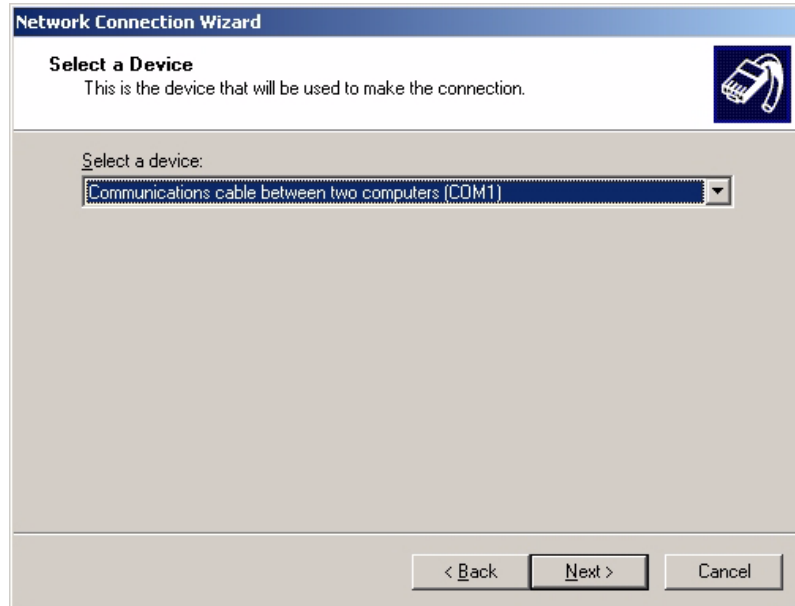 Network Connection Wizard
Select a Device
This is the device that will be used to make the connection.
Select a device:
Communications cable between two computers (COM1)
< Back
Next >
Cancel